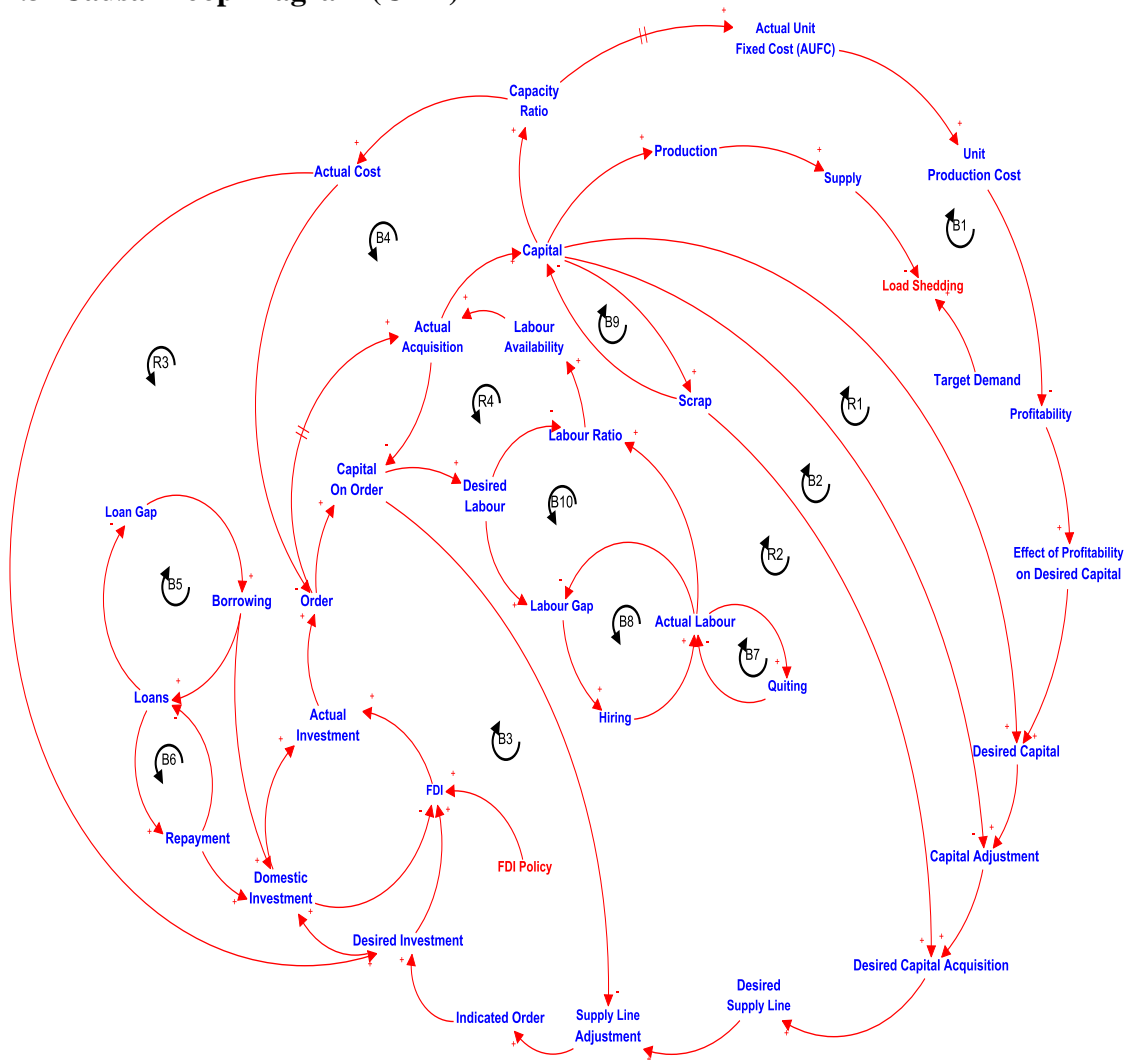 Actual Unit
Fixed Cost (AUFC)
Capacity
Ratio
Production
Unit
Production Cost
Actual Cost
Supply
B1
B4
Capital
Load Shedding
B9
Actual
Acquisition
Labour
Availability
R3
Target Demand
R4
Scrap
R1
Profitability
Labour Ratio
Capital
On Order
Desired
Labour
B2
B10
Loan Gap
R2
Effect of Profitability
on Desired Capital
B5
Borrowing
Order
Labour Gap
B8
Actual Labour
B7
Quiting
Loans
Hiring
Actual
Investment
B3
Desired Capital
B6
FDI
Repayment
FDI Policy
Capital Adjustment
Domestic
Investment
Desired Investment
Desired Capital Acquisition
Desired
Supply Line
Indicated Order
Supply Line
Adjustment